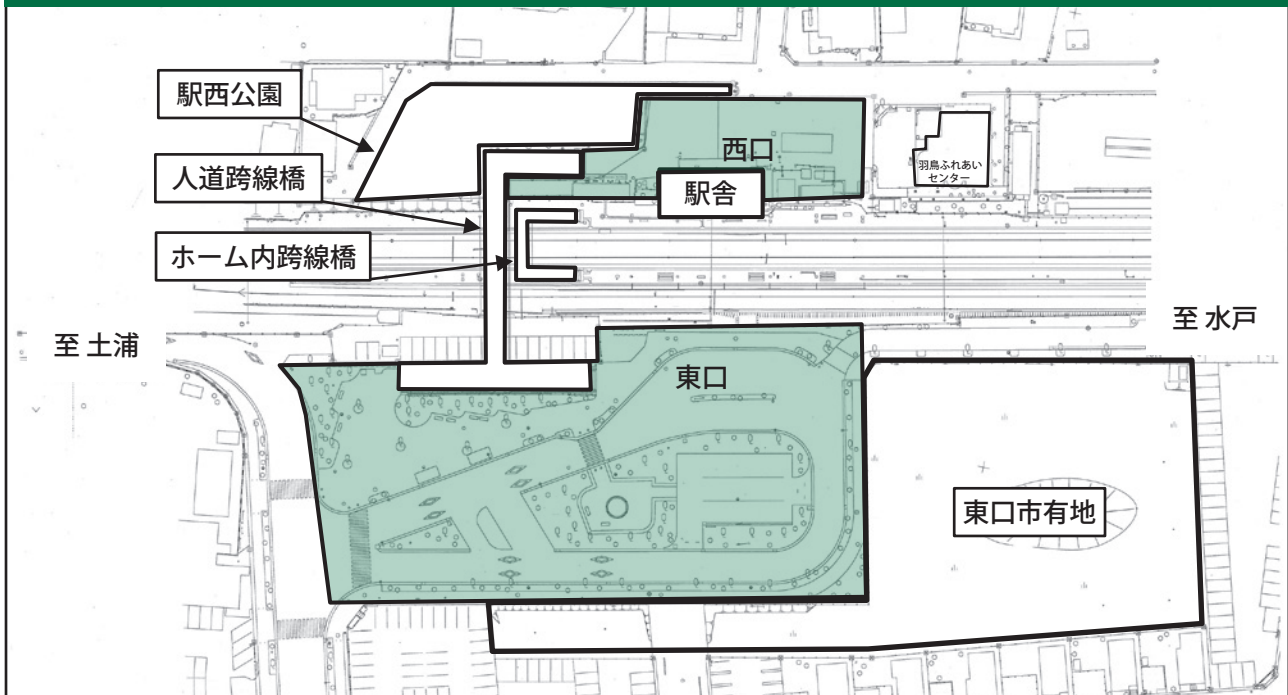 駅西公園
西口
羽鳥ふれあい
センター
人道跨線橋
駅舎
ホーム内跨線橋
至 土浦
至 水戸
東口
東口市有地